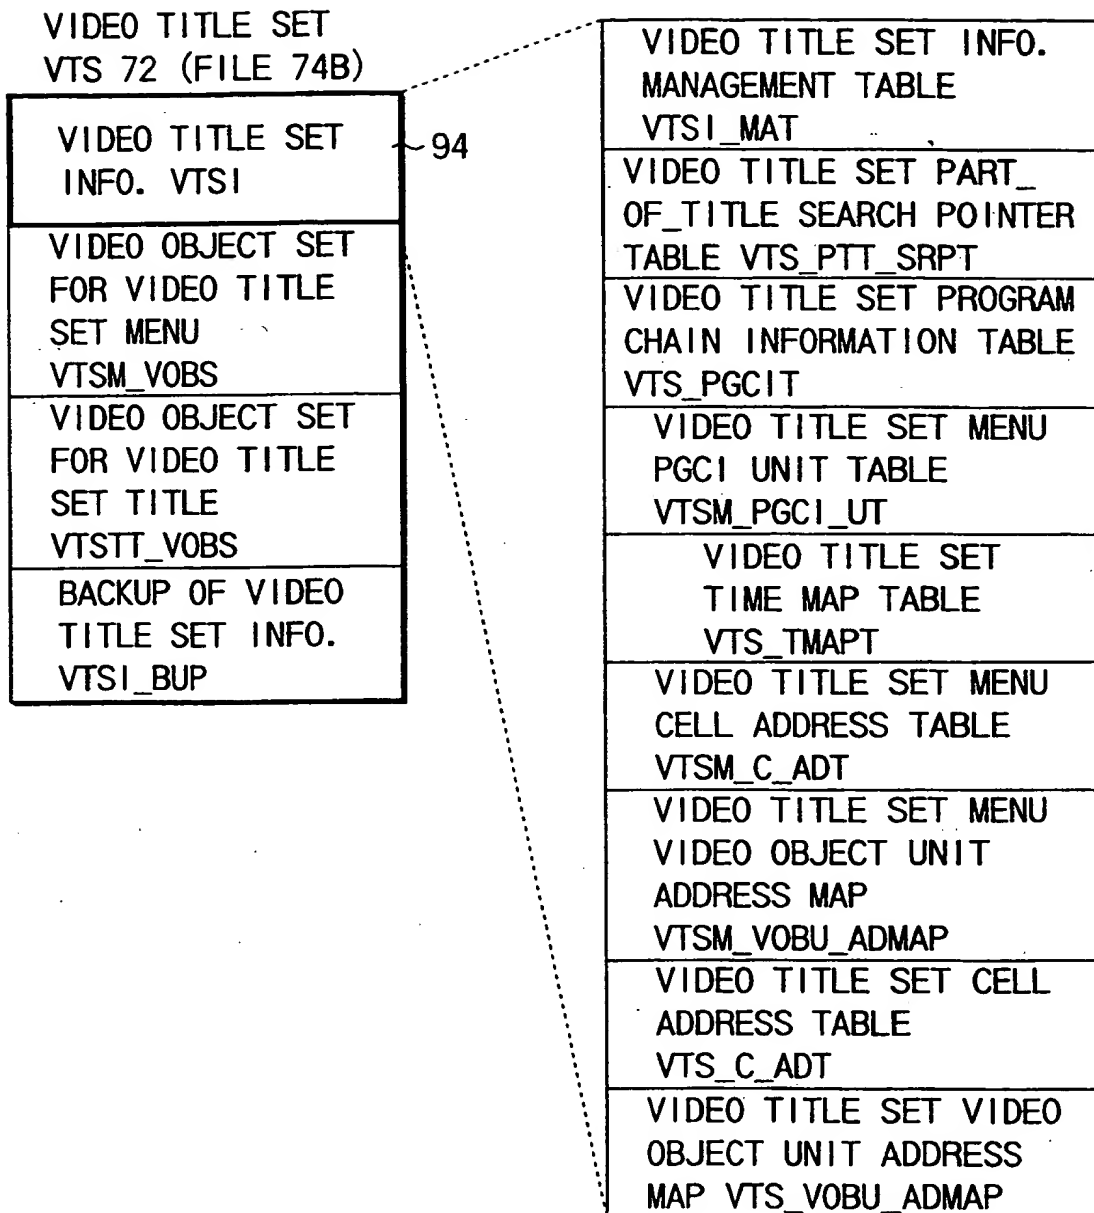 VIDEO TITLE SET
VTS 72 (FILE 74B)
VIDEO TITLE SET
INFO. VTSI
94
VIDEO OBJECT SET
FOR VIDEO TITLE
SET MENU
VTSM_VOBS
VIDEO OBJECT SET
FOR VIDEO TITLE
SET TITLE
VTSTT_VOBS
BACKUP OF VIDEO
TITLE SET INFO.
VTSI_BUP
VIDEO TITLE SET INFO.
MANAGEMENT TABLE
VTSI_MAT
VIDEO TITLE SET PART_
OF_TITLE SEARCH POINTER
TABLE VTS_PTT_SRPT
VIDEO TITLE SET PROGRAM
CHAIN INFORMATION TABLE
VTS_PGCIT
VIDEO TITLE SET MENU
PGCI UNIT TABLE
VTSM_PGCI_UT
VIDEO TITLE SET
TIME MAP TABLE
VTS_TMAPT
VIDEO TITLE SET MENU
CELL ADDRESS TABLE
VTSM_C_ADT
VIDEO TITLE SET MENU
VIDEO OBJECT UNIT
ADDRESS MAP
VTSM_VOBU_ADMAP
VIDEO TITLE SET CELL
ADDRESS TABLE
VTS_C_ADT
VIDEO TITLE SET VIDEO
OBJECT UNIT ADDRESS
MAP VTS_VOBU_ADMAP